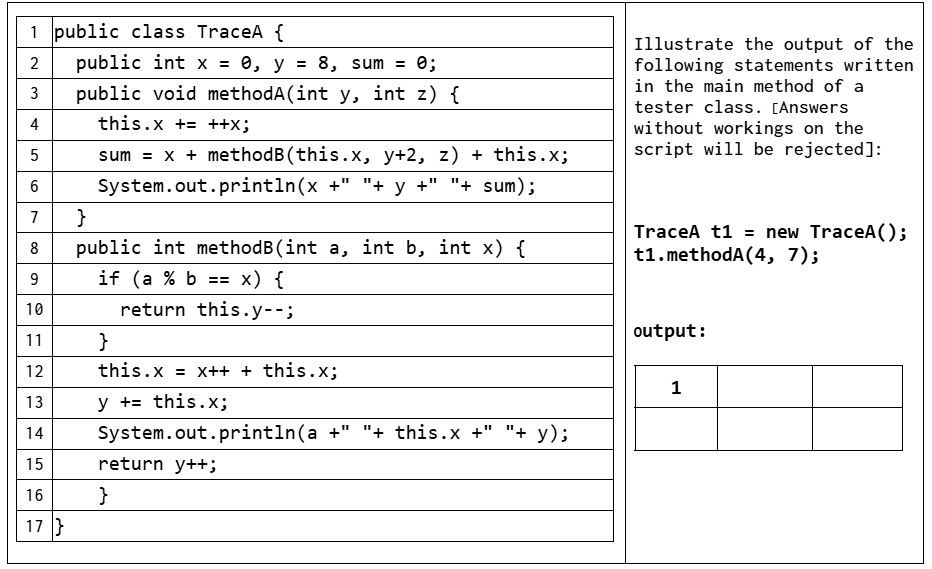 1 public class TraceA {
2 public int x = 0, y = 8, sum = 0;
3 public void methodA(int y, int z) {
4 this.x += ++x;
5 sum = x + methodB(this.x, y+2, z) + this.x;
6 System.out.println(x +" "+ y +" "+ sum);
7 }
8 public int methodB(int a, int b, int x) {
9 if (a % b == x) {
10 return this.y--;
11 }
12 this.x = x++ + this.x;
13 y += this.x;
14 System.out.println(a +" "+ this.x +" "+ y);
15 return y++;
16 }
17 }
Illustrate the output of the
following statements written
in the main method of a
tester class. [Answers
without workings on the
script will be rejected]:
TraceA t1 = new TraceA();
t1.methodA(4, 7);
output:
1